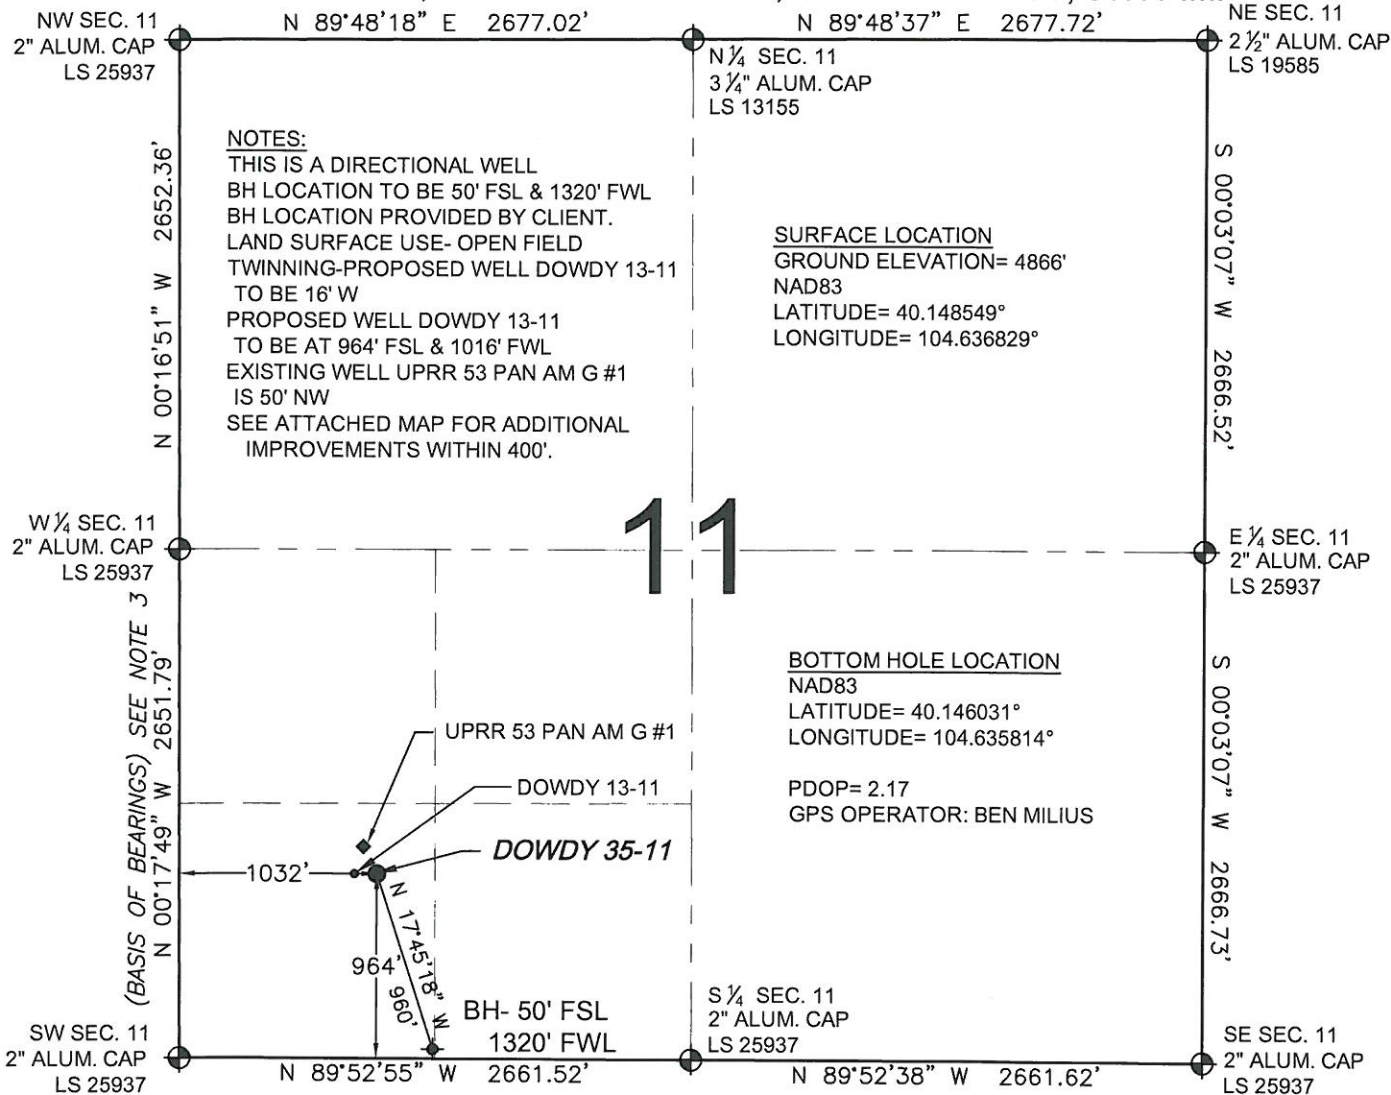 NW SEC. 11
2" ALUM. CAP
LS 25937
N 89°48'18" E 2677.02'
N 89°48'37" E 2677.72'
NE SEC. 11
2 ½" ALUM. CAP
LS 19585
N ¼ SEC. 11
3 ¼" ALUM. CAP
LS 13155
N 00°16'51" W 2652.36'
NOTES:
THIS IS A DIRECTIONAL WELL
BH LOCATION TO BE 50' FSL & 1320' FWL
BH LOCATION PROVIDED BY CLIENT.
LAND SURFACE USE- OPEN FIELD
TWINNING-PROPOSED WELL DOWDY 13-11
TO BE 16' W
PROPOSED WELL DOWDY 13-11
TO BE AT 964' FSL & 1016' FWL
EXISTING WELL UPRR 53 PAN AM G #1
IS 50' NW
SEE ATTACHED MAP FOR ADDITIONAL
IMPROVEMENTS WITHIN 400'.
SURFACE LOCATION
GROUND ELEVATION= 4866'
NAD83
LATITUDE= 40.148549°
LONGITUDE= 104.636829°
S 00°03'07" W 2666.52'
W ¼ SEC. 11
2" ALUM. CAP
LS 25937
11
E ¼ SEC. 11
2" ALUM. CAP
LS 25937
(BASIS OF BEARINGS) SEE NOTE 3
N 00°17'49" W 2651.79'
BOTTOM HOLE LOCATION
NAD83
LATITUDE= 40.146031°
LONGITUDE= 104.635814°
PDOP= 2.17
GPS OPERATOR: BEN MILIUS
S 00°03'07" W 2666.73'
UPRR 53 PAN AM G #1
DOWDY 13-11
DOWDY 35-11
1032'
N 17°45'18" W
960'
964'
BH- 50' FSL
1320' FWL
S ¼ SEC. 11
2" ALUM. CAP
LS 25937
SW SEC. 11
2" ALUM. CAP
LS 25937
N 89°52'55" W 2661.52'
N 89°52'38" W 2661.62'
SE SEC. 11
2" ALUM. CAP
LS 25937